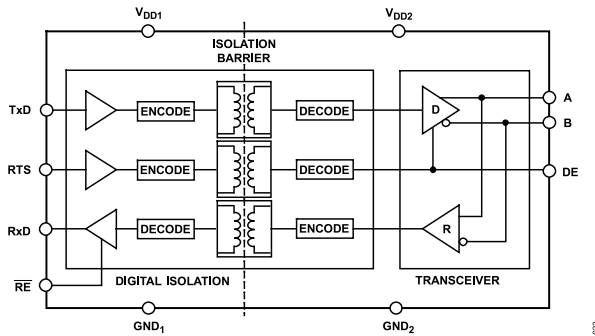 VDD1
VDD2
ISOLATION
BARRIER
TxD
ENCODE
DECODE
D
A
B
RTS
ENCODE
DECODE
DE
RxD
DECODE
ENCODE
R
RE
DIGITAL ISOLATION
TRANSCEIVER
GND1
GND2